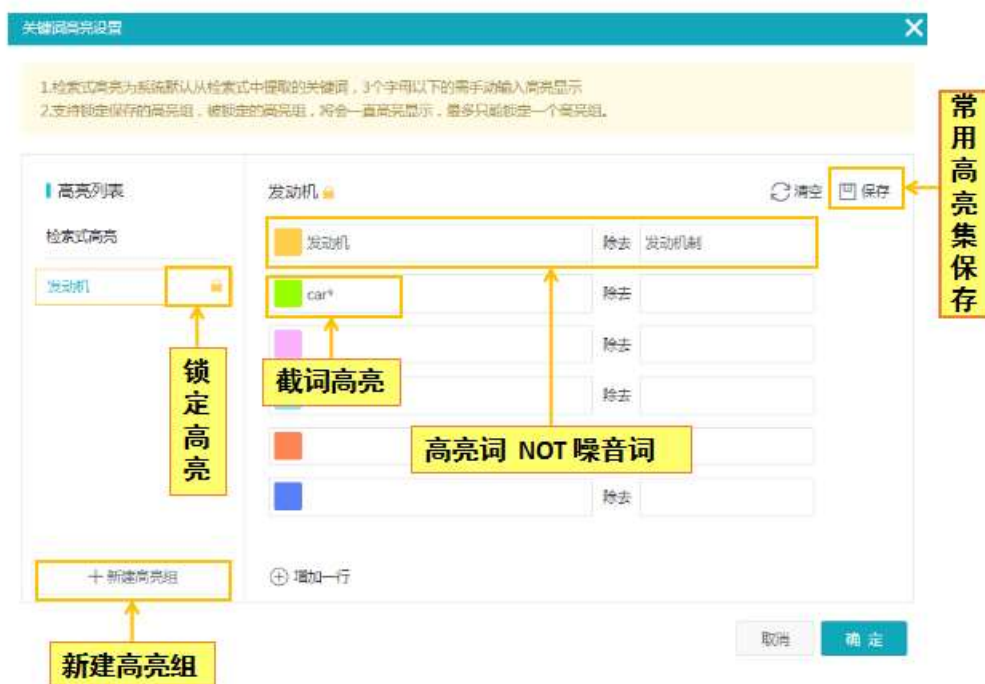 关键词高亮设置
1.检索式高亮为系统默认从检索式中提取的关键词，3个字母以下的需手动输入高亮显示
2.支持锁定保存的高亮组，被锁定的高亮组，将会一直高亮显示，最多只能锁定一个高亮组。
高亮列表
发动机
清空
保存
常用高亮集保存
检索式高亮
发动机
除去
发动机制
发动机
car*
除去
除去
锁定高亮
截词高亮
除去
高亮词 NOT 噪音词
除去
新建高亮组
增加一行
取消
确定
新建高亮组